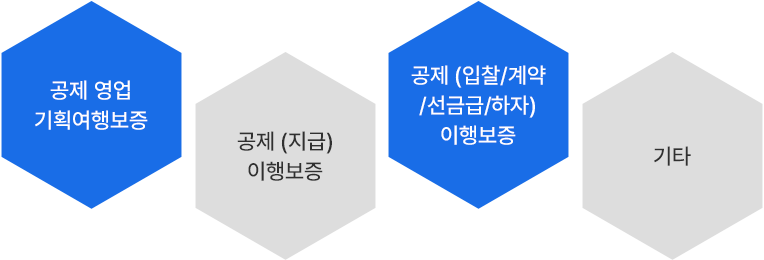 공제 영업
기획여행보증
공제 (지급)
이행보증
공제 (입찰/계약
/선금급/하자)
이행보증
기타